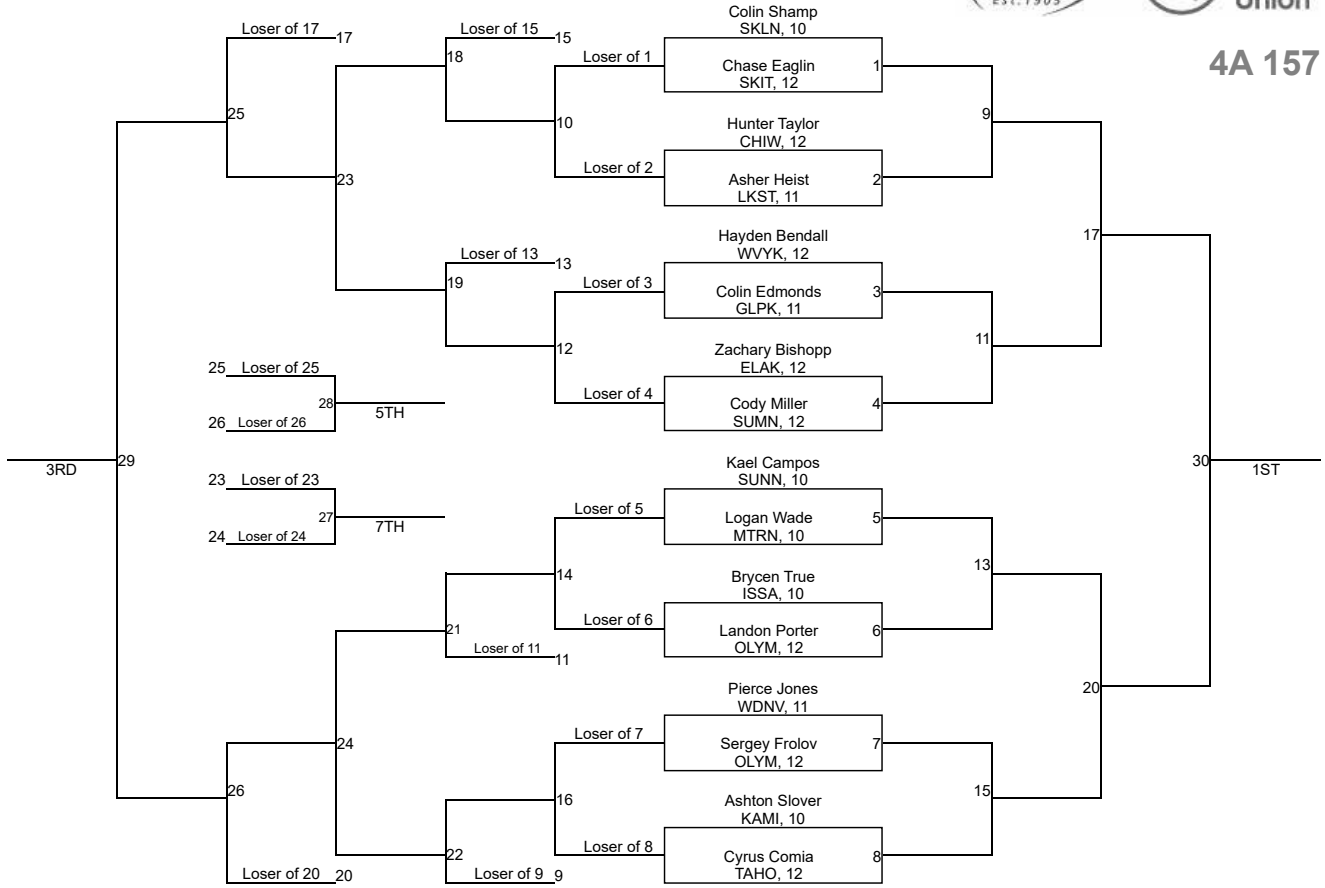 EST. 1905
Union
4A 157
Loser of 17 17
Loser of 15 15
Colin Shamp
SKLN, 10
25
18
Loser of 1
Chase Eaglin 1
SKIT, 12
9
10
Hunter Taylor
CHIW, 12
23
Loser of 2
Asher Heist 2
LKST, 11
Hayden Bendall
WVYK, 12
17
Loser of 13 13
19
Loser of 3
Colin Edmonds 3
GLPK, 11
11
12
Zachary Bishopp
ELAK, 12
25 Loser of 25
28
5TH
26 Loser of 26
Loser of 4
Cody Miller 4
SUMN, 12
3RD
29
Kael Campos
SUNN, 10
30
1ST
23 Loser of 23
27
7TH
24 Loser of 24
Loser of 5
Logan Wade 5
MTRN, 10
13
14
Brycen True
ISSA, 10
21
Loser of 11 11
Loser of 6
Landon Porter 6
OLYM, 12
20
Pierce Jones
WDNV, 11
24
Loser of 7
Sergey Frolov 7
OLYM, 12
26
15
16
Ashton Slover
KAMI, 10
22
Loser of 8
Cyrus Comia 8
TAHO, 12
Loser of 20 20
Loser of 9 9